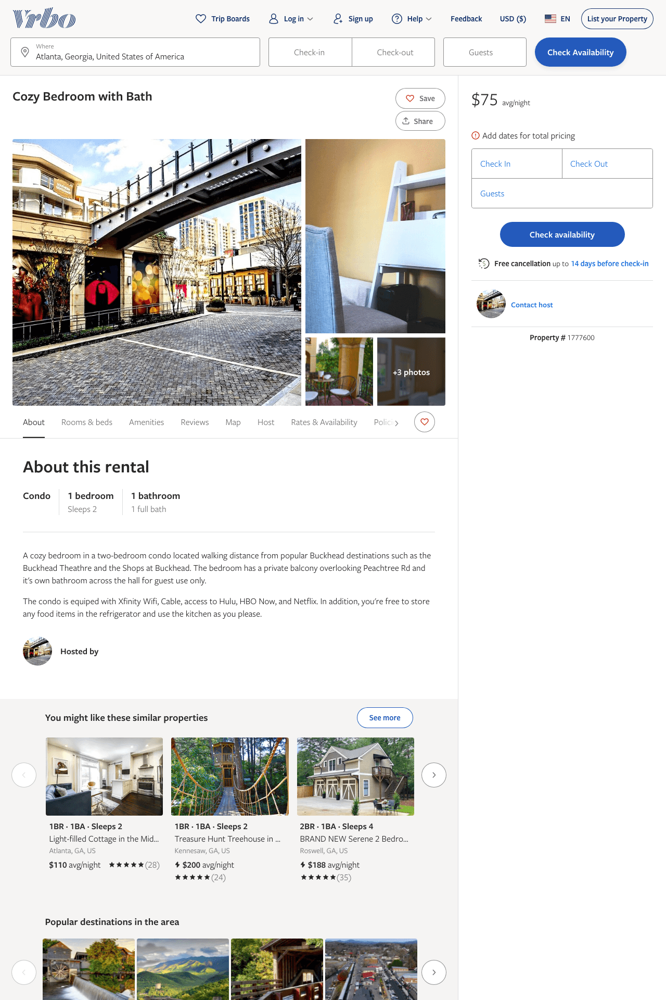 Vrbo
Trip Boards
Log in
Sign up
Help
Feedback
USD ($)
EN
List your Property
Where
Atlanta, Georgia, United States of America
Check-in
Check-out
Guests
Check Availability
Cozy Bedroom with Bath
Save
Share
$75 avg/night
Add dates for total pricing
Check In
Check Out
Guests
Check availability
Free cancellation up to 14 days before check-in
Contact host
Property # 1777600
+3 photos
About
Rooms & beds
Amenities
Reviews
Map
Host
Rates & Availability
Polici
About this rental
Condo
1 bedroom
Sleeps 2
1 bathroom
1 full bath
A cozy bedroom in a two-bedroom condo located walking distance from popular Buckhead destinations such as the
Buckhead Theathre and the Shops at Buckhead. The bedroom has a private balcony overlooking Peachtree Rd and
it's own bathroom across the hall for guest use only.
The condo is equiped with Xfinity Wifi, Cable, access to Hulu, HBO Now, and Netflix. In addition, you're free to store
any food items in the refrigerator and use the kitchen as you please.
Hosted by
You might like these similar properties
See more
1BR · 1BA · Sleeps 2
Light-filled Cottage in the Mid...
Atlanta, GA, US
$110 avg/night ★★★★★(28)
1BR · 1BA · Sleeps 2
Treasure Hunt Treehouse in ...
Kennesaw, GA, US
$200 avg/night
★★★★★(24)
2BR · 1BA · Sleeps 4
BRAND NEW Serene 2 Bedro...
Roswell, GA, US
$188 avg/night
★★★★★(35)
Popular destinations in the area